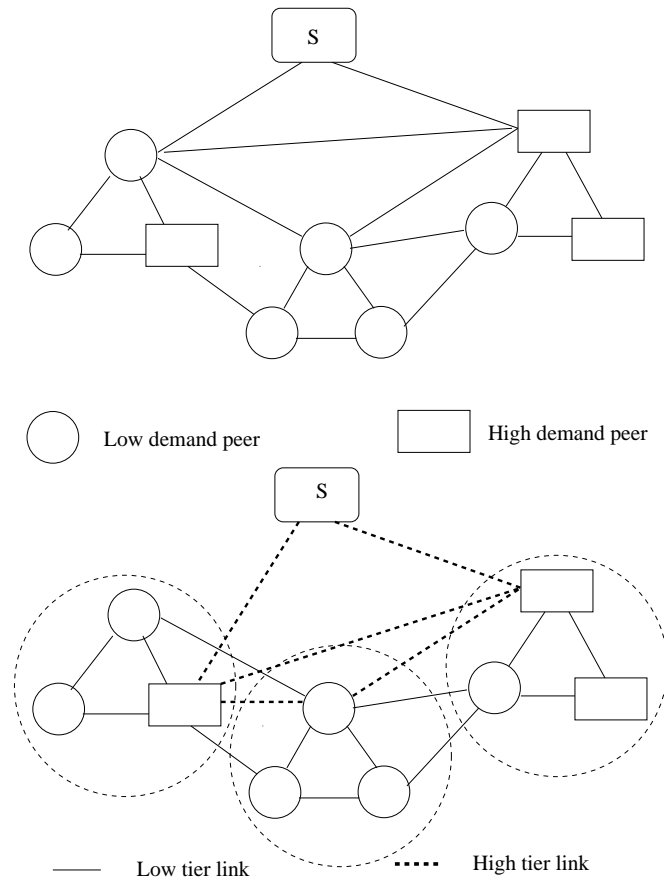 S
Low demand peer
High demand peer
S
Low tier link
High tier link